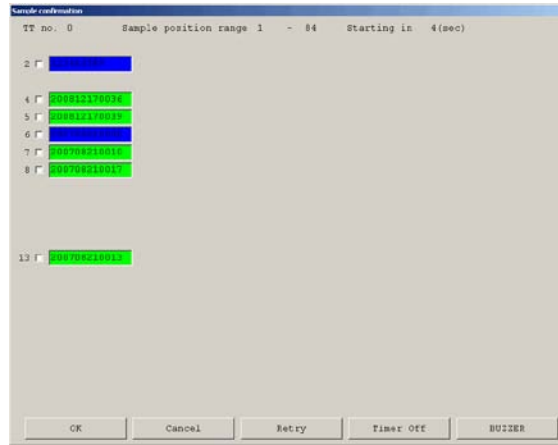 Sample confirmation
TT no. 0 Sample position range 1 - 84 Starting in 4(sec)
2
4 200812170036
5 200812170039
6
7 200708210010
8 200708210017
13 200708210013
OK Cancel Retry Timer Off BUZZER